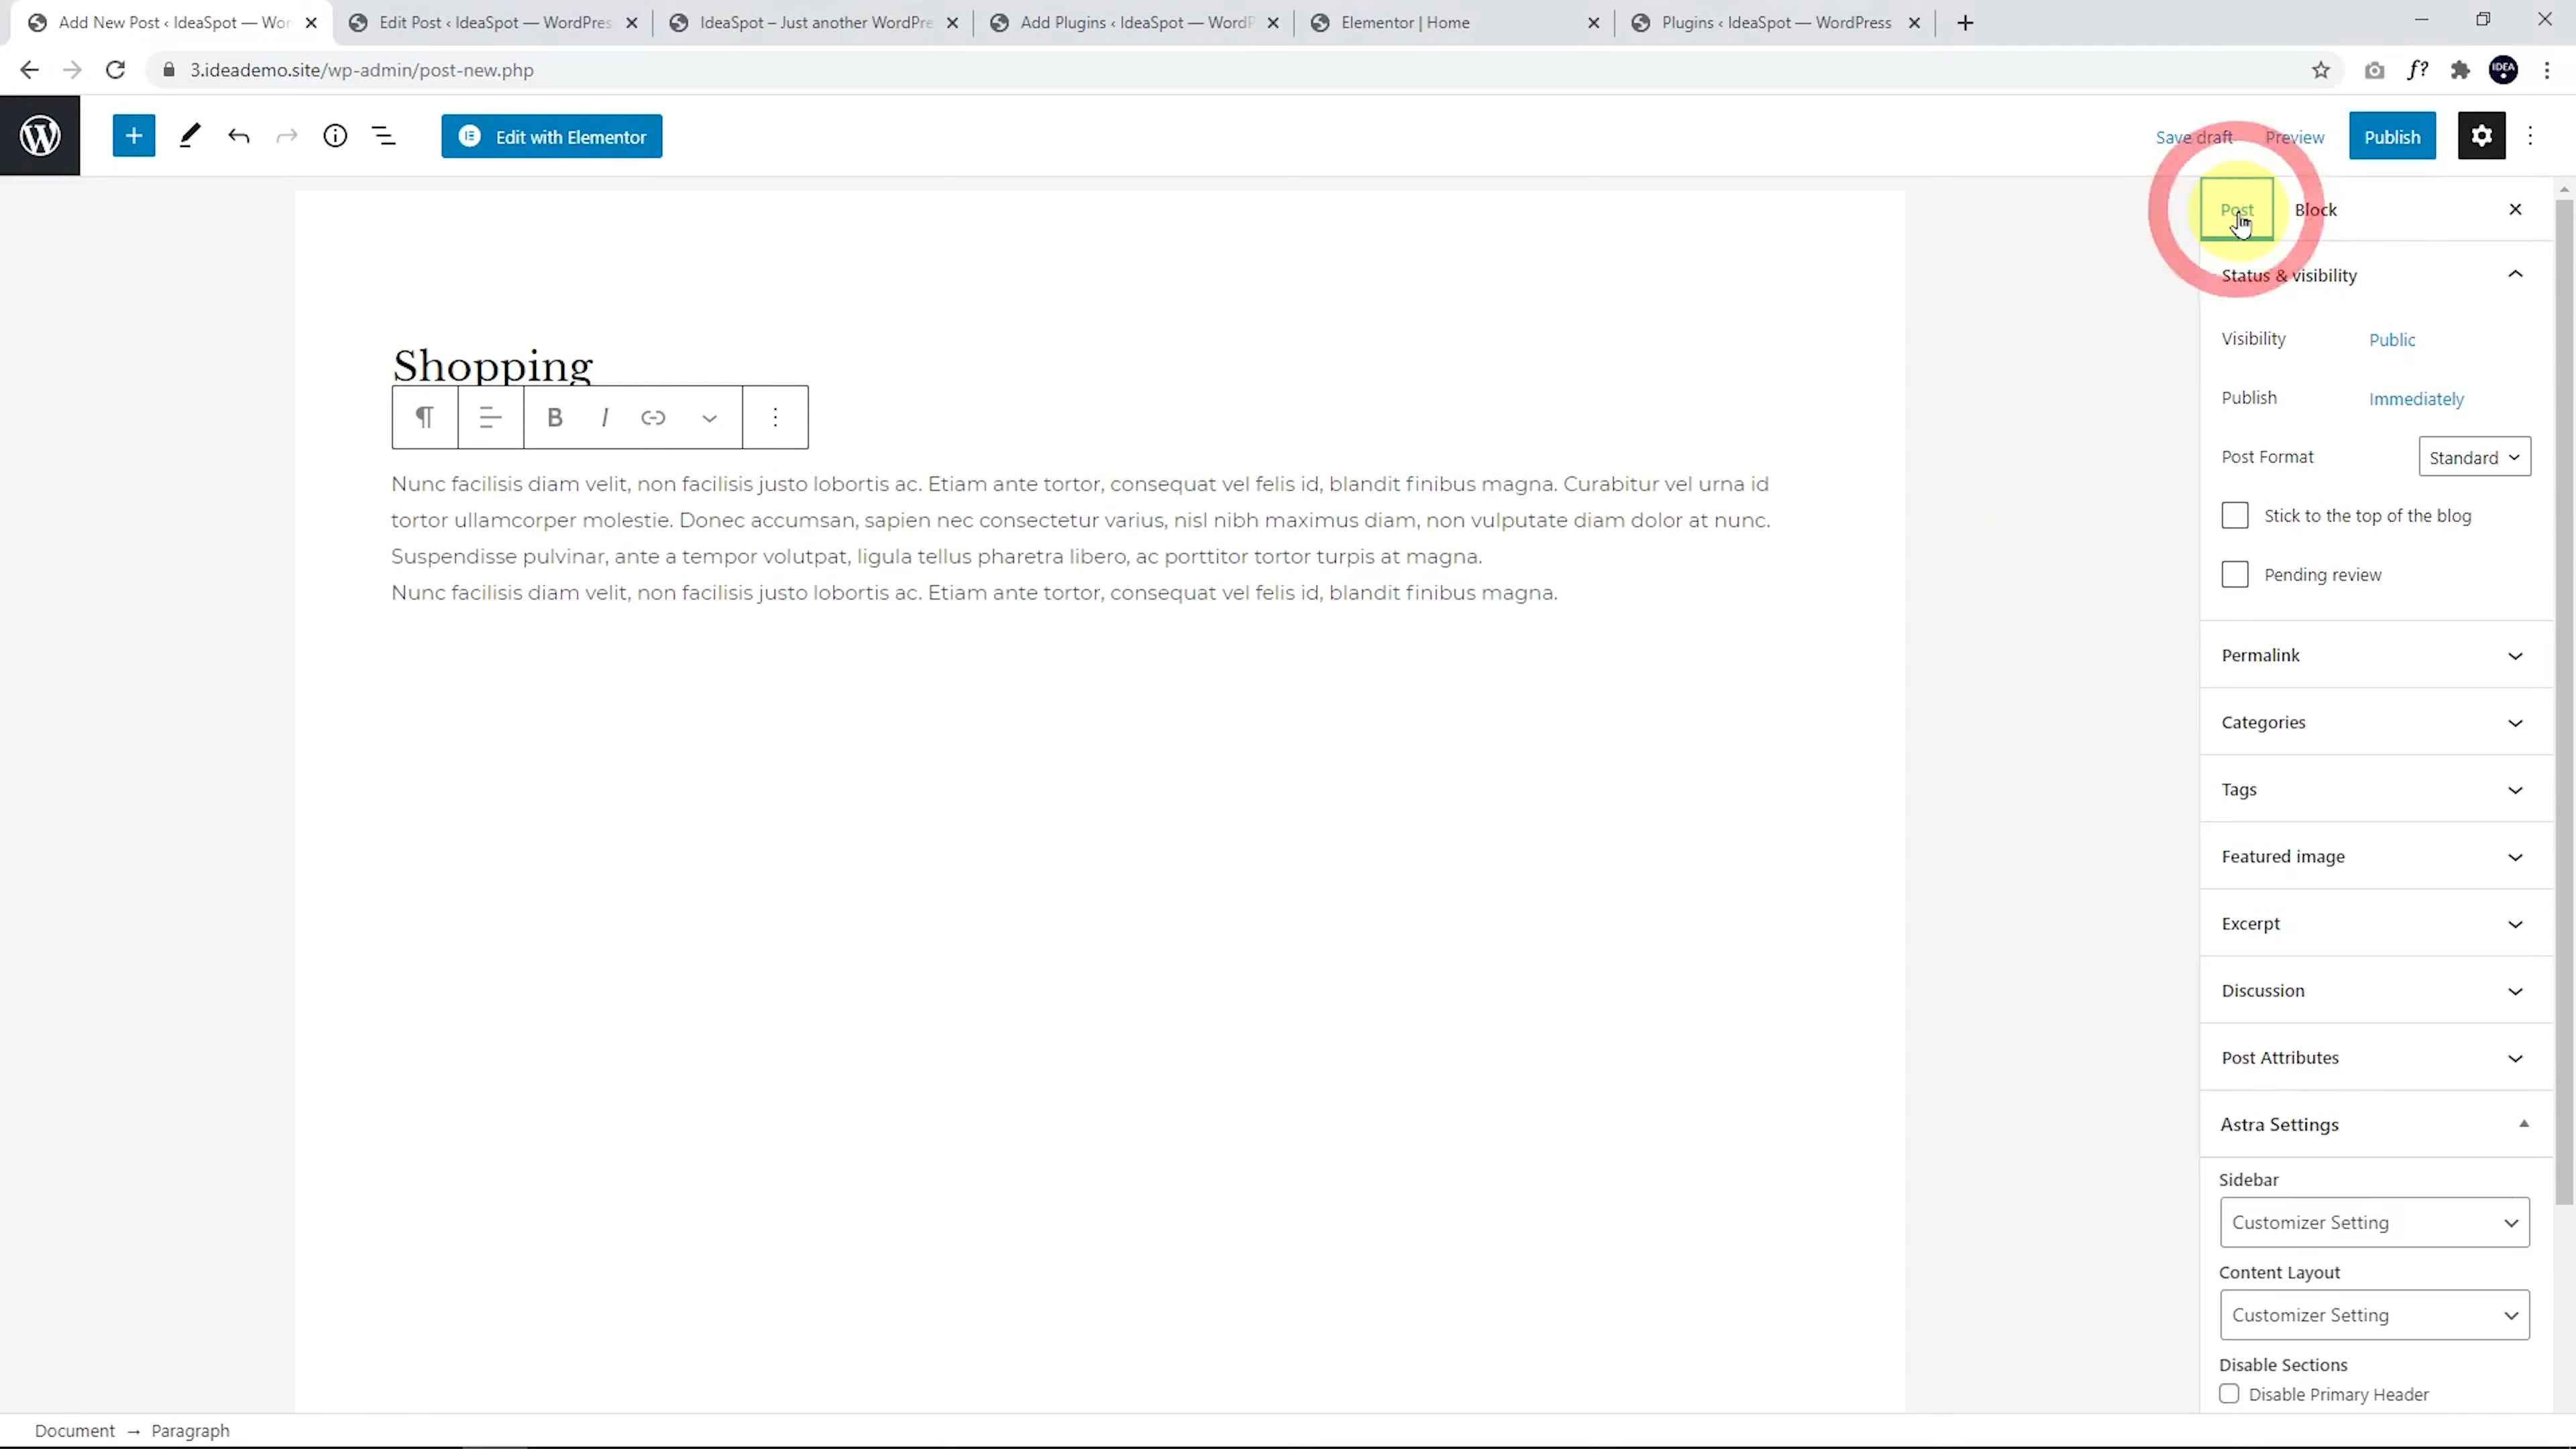 Add New Post ‹ IdeaSpot — Wor
Edit Post ‹ IdeaSpot — WordPres
IdeaSpot – Just another WordPre
Add Plugins ‹ IdeaSpot — WordP
Elementor | Home
Plugins ‹ IdeaSpot — WordPress
3.ideademo.site/wp-admin/post-new.php
f?
IDEA
Edit with Elementor
Save draft
Preview
Publish
Post
Block
Status & visibility
Visibility
Public
Publish
Immediately
Post Format
Standard
Stick to the top of the blog
Pending review
Permalink
Categories
Tags
Featured image
Excerpt
Discussion
Post Attributes
Astra Settings
Sidebar
Customizer Setting
Content Layout
Customizer Setting
Disable Sections
Disable Primary Header
Shopping
B I
Nunc facilisis diam velit, non facilisis justo lobortis ac. Etiam ante tortor, consequat vel felis id, blandit finibus magna. Curabitur vel urna id
tortor ullamcorper molestie. Donec accumsan, sapien nec consectetur varius, nisl nibh maximus diam, non vulputate diam dolor at nunc.
Suspendisse pulvinar, ante a tempor volutpat, ligula tellus pharetra libero, ac porttitor tortor turpis at magna.
Nunc facilisis diam velit, non facilisis justo lobortis ac. Etiam ante tortor, consequat vel felis id, blandit finibus magna.
Document → Paragraph